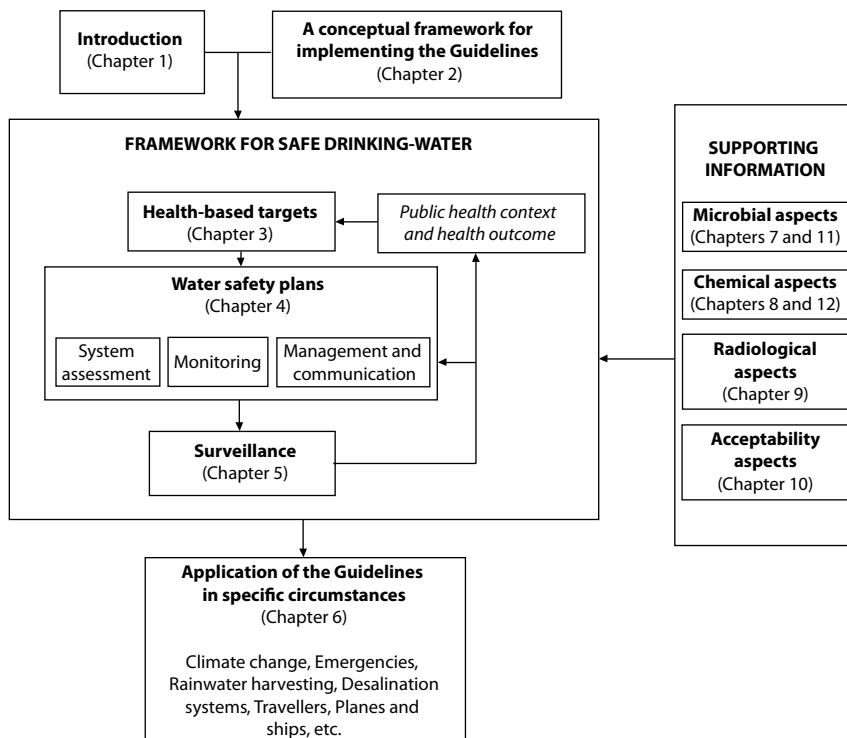 Introduction
(Chapter 1)
A conceptual framework for
implementing the Guidelines
(Chapter 2)
FRAMEWORK FOR SAFE DRINKING-WATER
Health-based targets
(Chapter 3)
Public health context
and health outcome
Water safety plans
(Chapter 4)
System
assessment
Monitoring
Management and
communication
Surveillance
(Chapter 5)
SUPPORTING
INFORMATION
Microbial aspects
(Chapters 7 and 11)
Chemical aspects
(Chapters 8 and 12)
Radiological
aspects
(Chapter 9)
Acceptability
aspects
(Chapter 10)
Application of the Guidelines
in specific circumstances
(Chapter 6)
Climate change, Emergencies,
Rainwater harvesting, Desalination
systems, Travellers, Planes and
ships, etc.